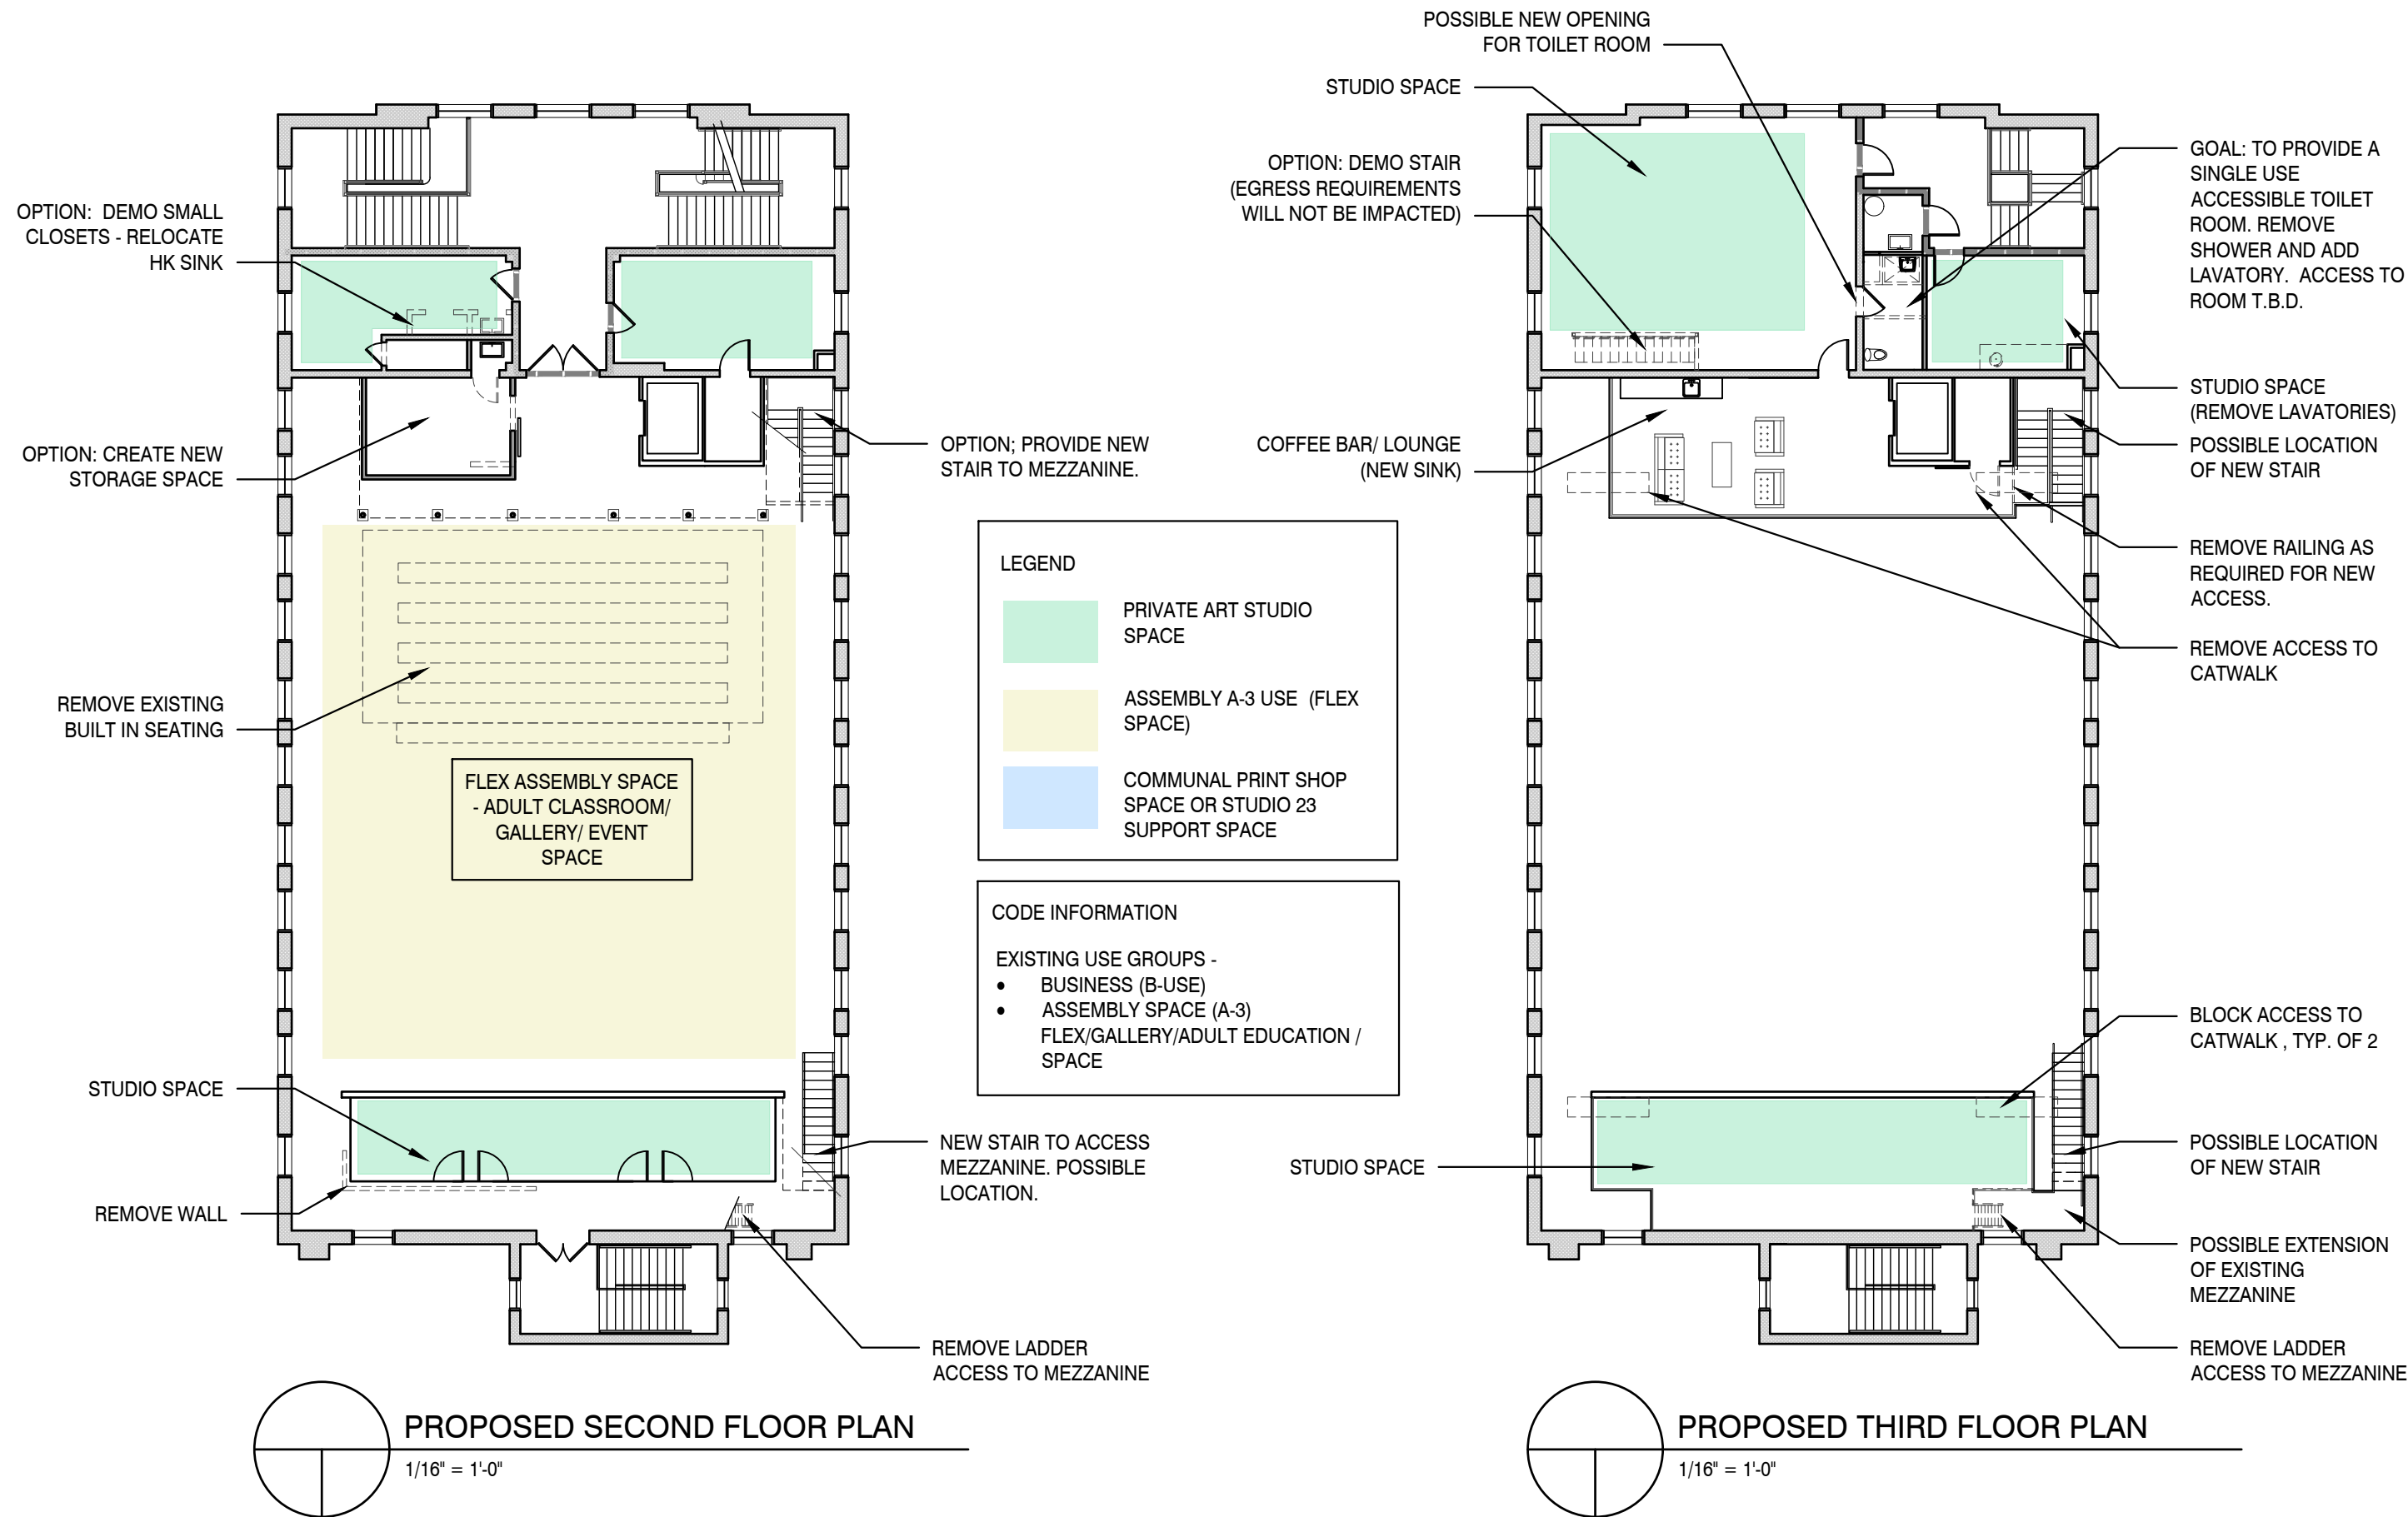 OPTION:  DEMO SMALL
CLOSETS - RELOCATE
HK SINK
OPTION: CREATE NEW
STORAGE SPACE
REMOVE EXISTING
BUILT IN SEATING
STUDIO SPACE
REMOVE WALL
FLEX ASSEMBLY SPACE
- ADULT CLASSROOM/
GALLERY/ EVENT
SPACE
OPTION; PROVIDE NEW
STAIR TO MEZZANINE.
NEW STAIR TO ACCESS
MEZZANINE. POSSIBLE
LOCATION.
REMOVE LADDER
ACCESS TO MEZZANINE
PROPOSED SECOND FLOOR PLAN
1/16" = 1'-0"
LEGEND
PRIVATE ART STUDIO
SPACE
ASSEMBLY A-3 USE  (FLEX
SPACE)
COMMUNAL PRINT SHOP
SPACE OR STUDIO 23
SUPPORT SPACE
CODE INFORMATION
EXISTING USE GROUPS -
• BUSINESS (B-USE)
• ASSEMBLY SPACE (A-3)
FLEX/GALLERY/ADULT EDUCATION /
SPACE
POSSIBLE NEW OPENING
FOR TOILET ROOM
STUDIO SPACE
OPTION: DEMO STAIR
(EGRESS REQUIREMENTS
WILL NOT BE IMPACTED)
COFFEE BAR/ LOUNGE
(NEW SINK)
STUDIO SPACE
GOAL: TO PROVIDE A
SINGLE USE
ACCESSIBLE TOILET
ROOM. REMOVE
SHOWER AND ADD
LAVATORY.  ACCESS TO
ROOM T.B.D.
STUDIO SPACE
(REMOVE LAVATORIES)
POSSIBLE LOCATION
OF NEW STAIR
REMOVE RAILING AS
REQUIRED FOR NEW
ACCESS.
REMOVE ACCESS TO
CATWALK
BLOCK ACCESS TO
CATWALK , TYP. OF 2
POSSIBLE LOCATION
OF NEW STAIR
POSSIBLE EXTENSION
OF EXISTING
MEZZANINE
REMOVE LADDER
ACCESS TO MEZZANINE
PROPOSED THIRD FLOOR PLAN
1/16" = 1'-0"